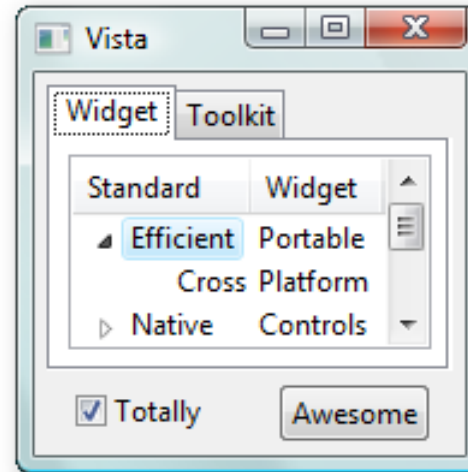 Vista
Widget Toolkit
Standard Widget
Efficient Portable
Cross Platform
Native Controls
Totally Awesome